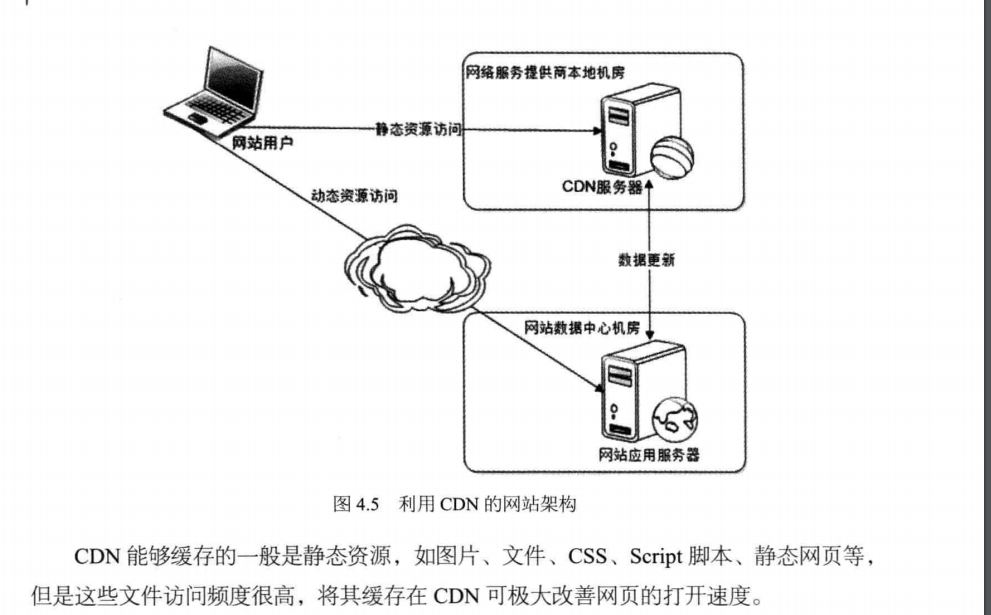 网络服务提供商本地机房
静态资源访问
网站用户
CDN服务器
动态资源访问
数据更新
网站数据中心机房
网站应用服务器
图 4.5 利用 CDN 的网站架构
CDN 能够缓存的一般是静态资源，如图片、文件、CSS、Script 脚本、静态网页等，
但是这些文件访问频度很高，将其缓存在 CDN 可极大改善网页的打开速度。